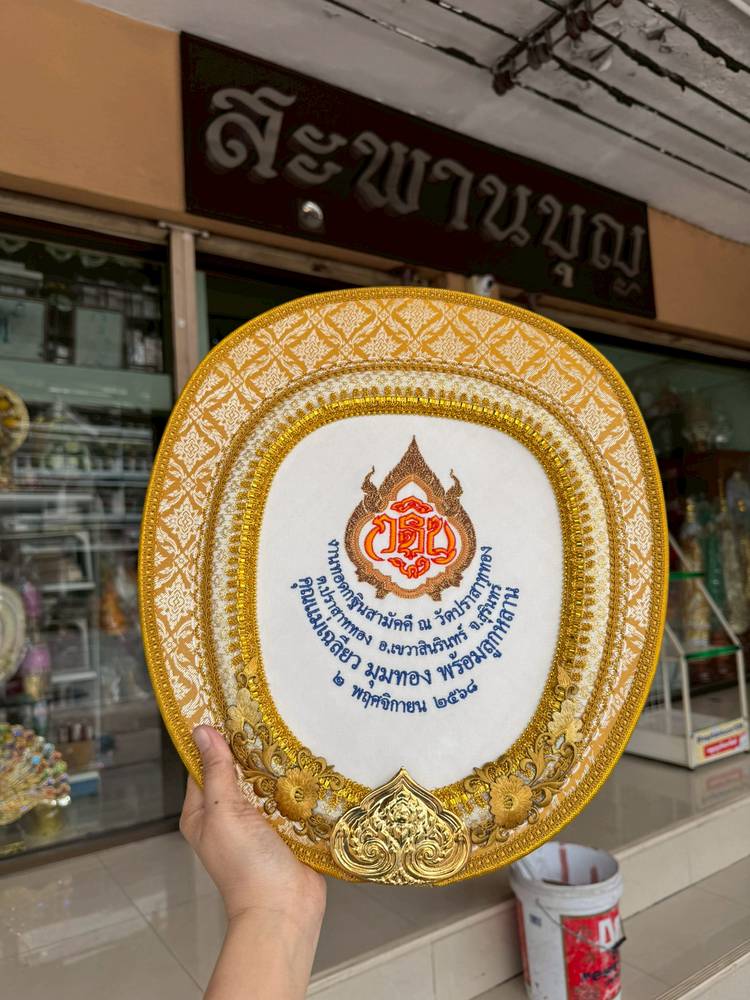 สะพานบุญ
กฐิน
งานทอดกฐินสามัคคี ณ วัดปราสาททอง
ต.ปราสาททอง อ.เขวาสินรินทร์ จ.สุรินทร์
คุณแม่เฉลียว มุมทอง พร้อมลูกหลาน
๒ พฤศจิกายน ๒๕๖๘